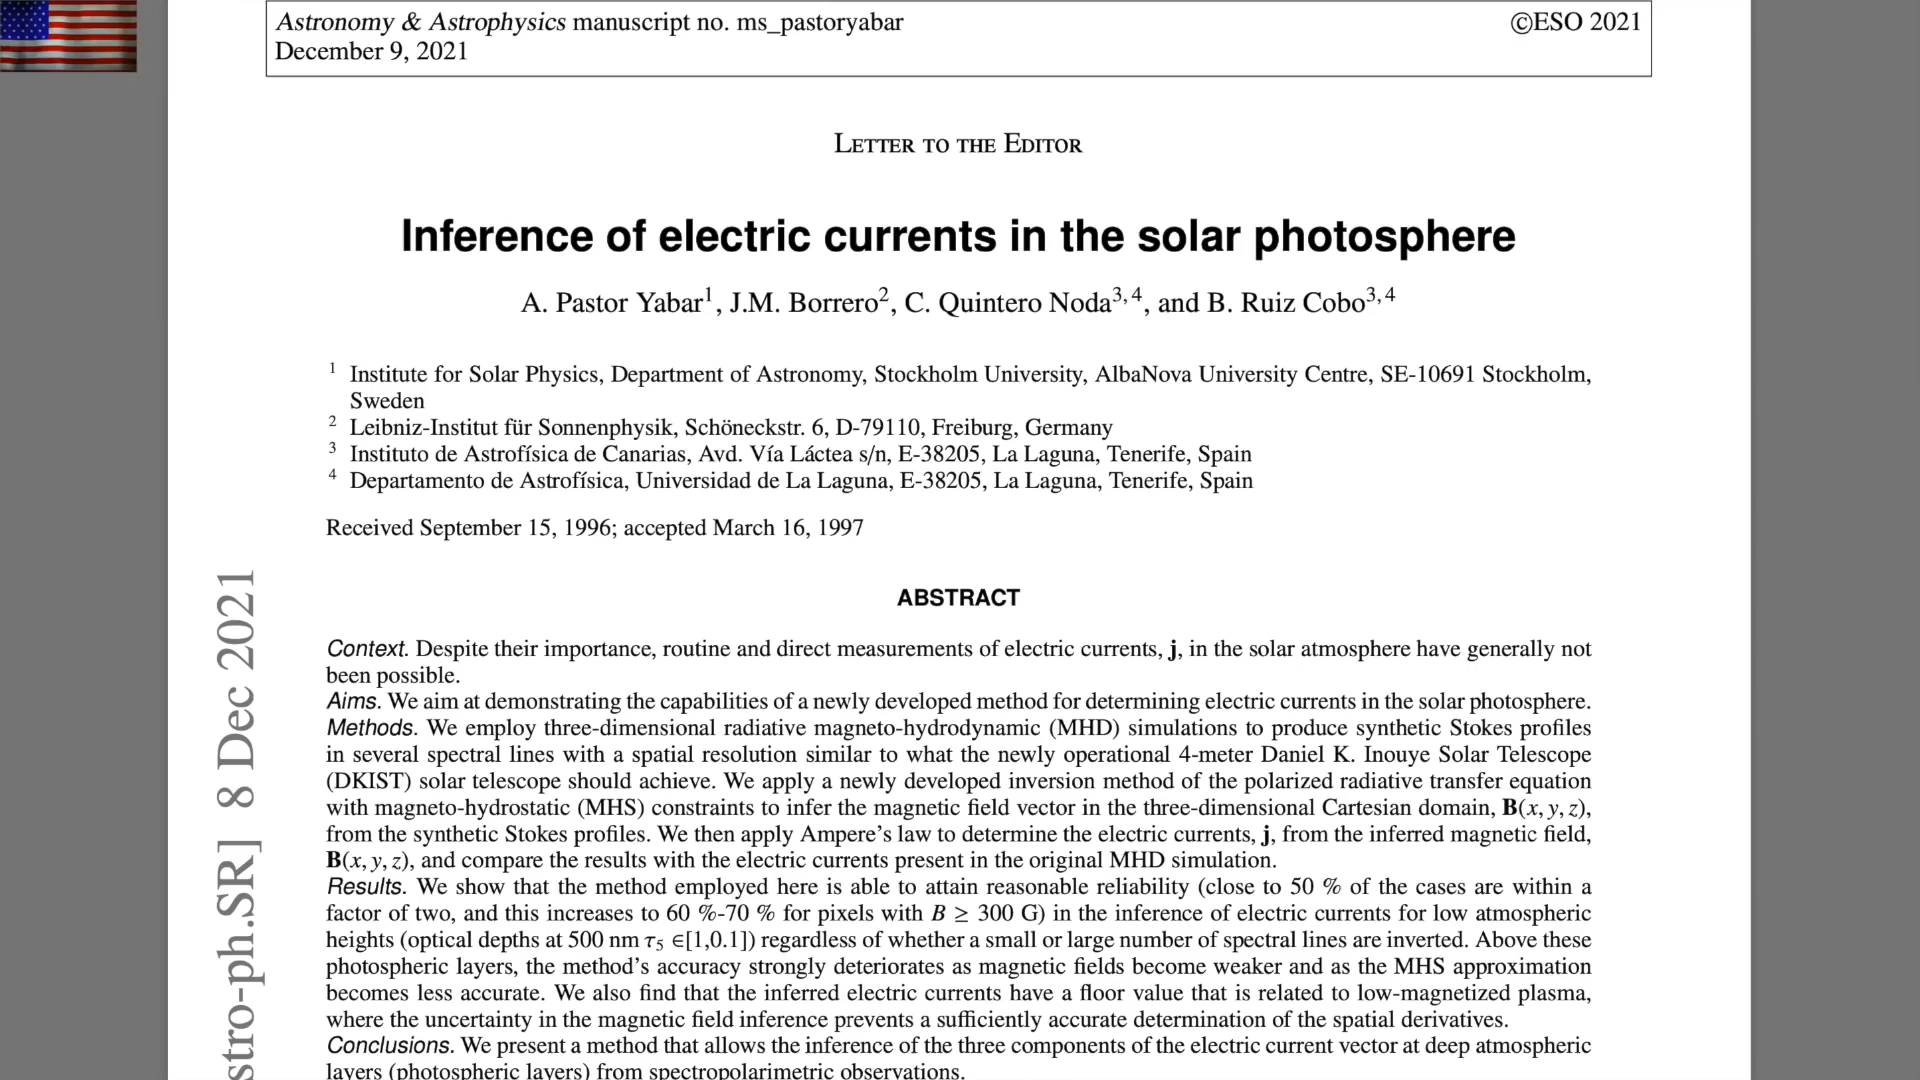 Astronomy & Astrophysics manuscript no. ms_pastoryabar
©ESO 2021
December 9, 2021
LETTER TO THE EDITOR
Inference of electric currents in the solar photosphere
A. Pastor Yabar1, J.M. Borrero2, C. Quintero Noda3,4, and B. Ruiz Cobo3,4
1 Institute for Solar Physics, Department of Astronomy, Stockholm University, AlbaNova University Centre, SE-10691 Stockholm,
Sweden
2 Leibniz-Institut für Sonnenphysik, Schöneckstr. 6, D-79110, Freiburg, Germany
3 Instituto de Astrofísica de Canarias, Avd. Vía Láctea s/n, E-38205, La Laguna, Tenerife, Spain
4 Departamento de Astrofísica, Universidad de La Laguna, E-38205, La Laguna, Tenerife, Spain
Received September 15, 1996; accepted March 16, 1997
ABSTRACT
Context. Despite their importance, routine and direct measurements of electric currents, j, in the solar atmosphere have generally not
been possible.
Aims. We aim at demonstrating the capabilities of a newly developed method for determining electric currents in the solar photosphere.
Methods. We employ three-dimensional radiative magneto-hydrodynamic (MHD) simulations to produce synthetic Stokes profiles
in several spectral lines with a spatial resolution similar to what the newly operational 4-meter Daniel K. Inouye Solar Telescope
(DKIST) solar telescope should achieve. We apply a newly developed inversion method of the polarized radiative transfer equation
with magneto-hydrostatic (MHS) constraints to infer the magnetic field vector in the three-dimensional Cartesian domain, B(x, y, z),
from the synthetic Stokes profiles. We then apply Ampere's law to determine the electric currents, j, from the inferred magnetic field,
B(x, y, z), and compare the results with the electric currents present in the original MHD simulation.
Results. We show that the method employed here is able to attain reasonable reliability (close to 50 % of the cases are within a
factor of two, and this increases to 60 %-70 % for pixels with B ≥ 300 G) in the inference of electric currents for low atmospheric
heights (optical depths at 500 nm τ5 ∈[1,0.1]) regardless of whether a small or large number of spectral lines are inverted. Above these
photospheric layers, the method's accuracy strongly deteriorates as magnetic fields become weaker and as the MHS approximation
becomes less accurate. We also find that the inferred electric currents have a floor value that is related to low-magnetized plasma,
where the uncertainty in the magnetic field inference prevents a sufficiently accurate determination of the spatial derivatives.
Conclusions. We present a method that allows the inference of the three components of the electric current vector at deep atmospheric
layers (photospheric layers) from spectropolarimetric observations.
stro-ph.SR] 8 Dec 2021